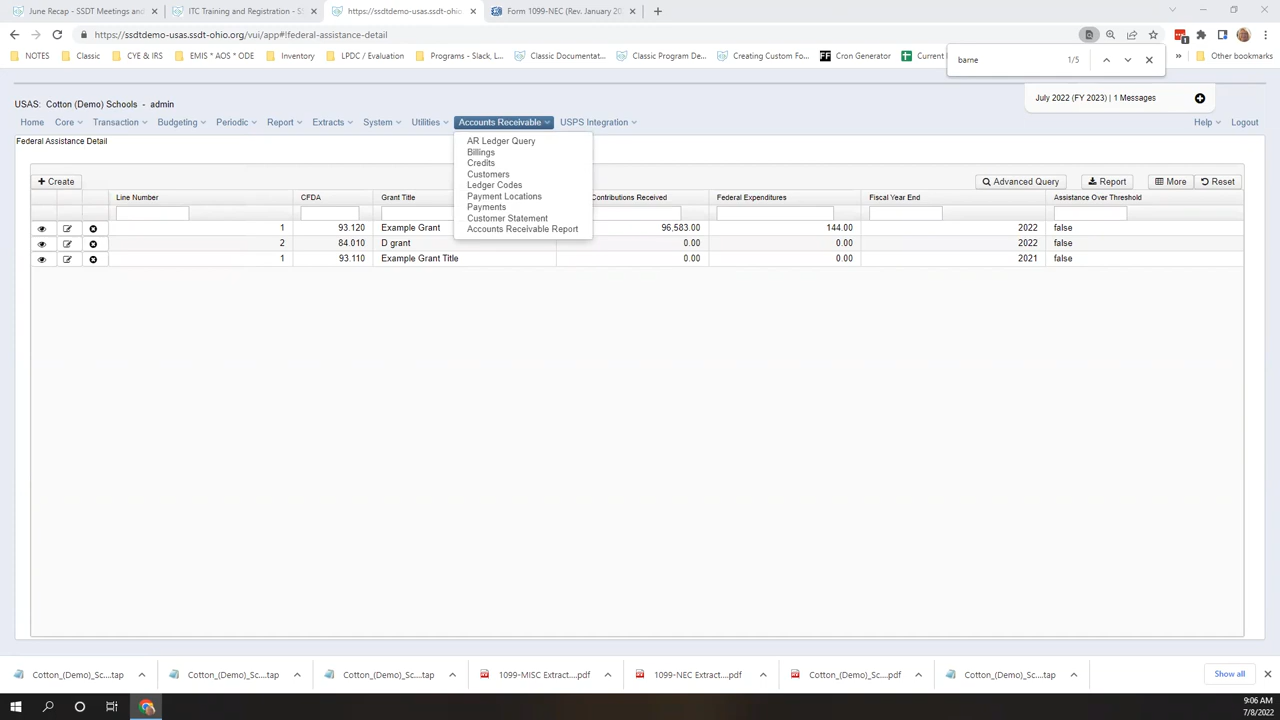 June Recap - SSDT Meetings and
ITC Training and Registration - S
https://ssdtdemo-usas.ssdt-ohio
Form 1099-NEC (Rev. January 20
https://ssdtdemo-usas.ssdt-ohio.org/vui/app#!federal-assistance-detail
NOTES
Classic
CYE & IRS
EMIS * AOS * ODE
Inventory
LPDC / Evaluation
Programs - Slack, L...
Classic Documentat...
Classic Program De...
Creating Custom Fo...
FF Cron Generator
Current
Other bookmarks
barne 1/5
USAS: Cotton (Demo) Schools - admin
July 2022 (FY 2023) | 1 Messages
Home Core Transaction Budgeting Periodic Report Extracts System Utilities Accounts Receivable USPS Integration Help Logout
Federal Assistance Detail
AR Ledger Query
Billings
Credits
Customers
Ledger Codes
Payment Locations
Payments
Customer Statement
Accounts Receivable Report
Create Advanced Query Report More Reset
Line Number CFDA Grant Title Contributions Received Federal Expenditures Fiscal Year End Assistance Over Threshold
1 93.120 Example Grant 96,583.00 144.00 2022 false
2 84.010 D grant 0.00 0.00 2022 false
1 93.110 Example Grant Title 0.00 0.00 2021 false
Cotton_(Demo)_Sc....tap
Cotton_(Demo)_Sc....tap
Cotton_(Demo)_Sc....tap
1099-MISC Extract....pdf
1099-NEC Extract....pdf
Cotton_(Demo)_Sc....pdf
Cotton_(Demo)_Sc....tap
Show all
9:06 AM
7/8/2022